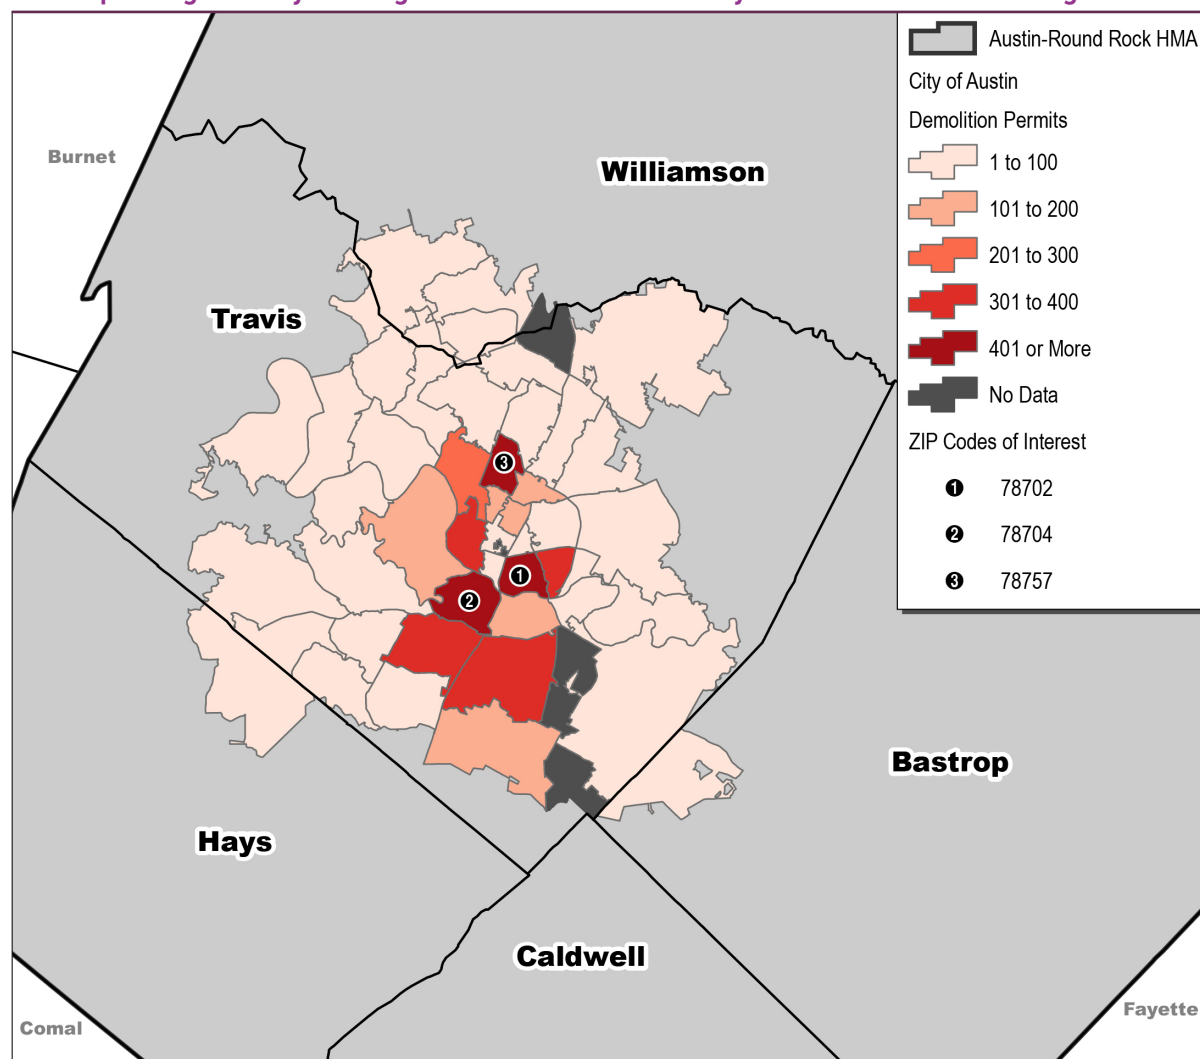 Austin-Round Rock HMA
City of Austin
Demolition Permits
1 to 100
101 to 200
201 to 300
301 to 400
401 or More
No Data
ZIP Codes of Interest
1 78702
2 78704
3 78757
Burnet
Williamson
Travis
3
1
2
Bastrop
Hays
Caldwell
Fayette
Comal